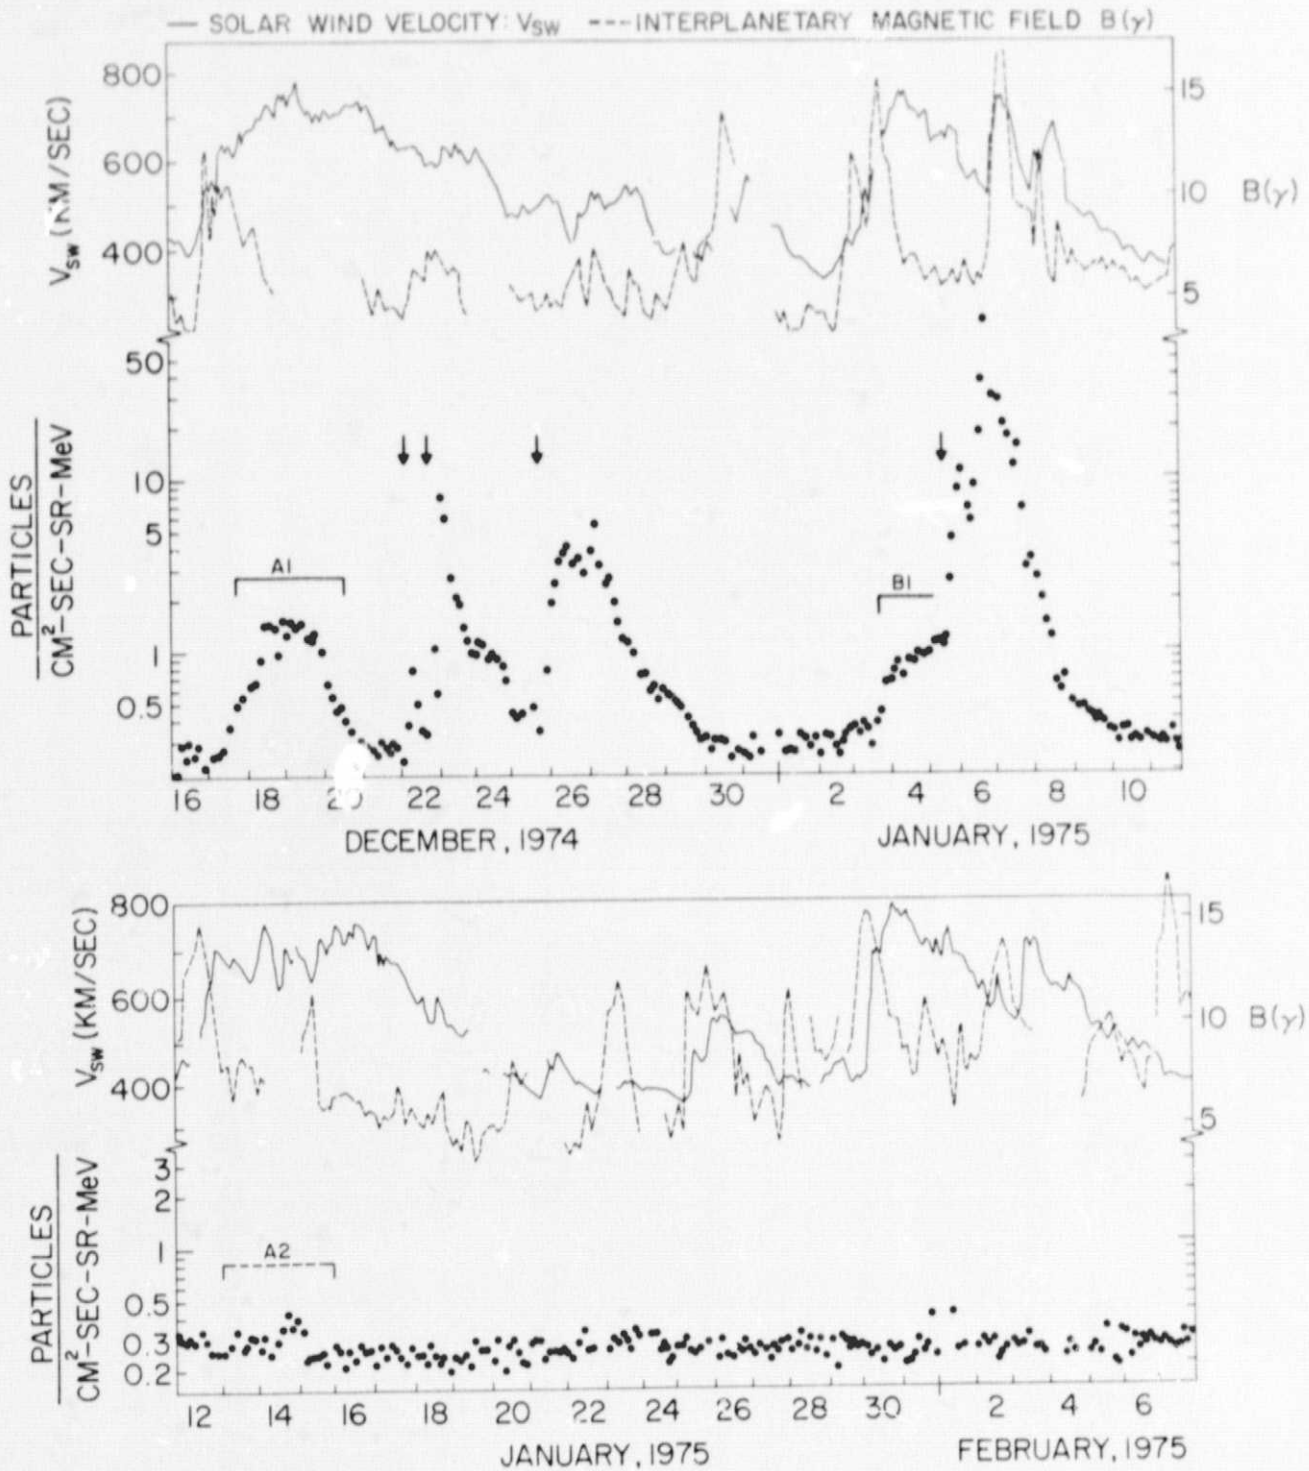 — SOLAR WIND VELOCITY: VSW ---INTERPLANETARY MAGNETIC FIELD B(γ)
800
600
400
VSW (KM/SEC)
15
10
5
B(γ)
50
10
5
1
0.5
PARTICLES
CM²-SEC-SR-MeV
A1
B1
16 18 20 22 24 26 28 30 2 4 6 8 10
DECEMBER, 1974 JANUARY, 1975
800
600
400
VSW (KM/SEC)
15
10
5
B(γ)
3
2
1
0.5
0.3
0.2
PARTICLES
CM²-SEC-SR-MeV
A2
12 14 16 18 20 22 24 26 28 30 2 4 6
JANUARY, 1975 FEBRUARY, 1975